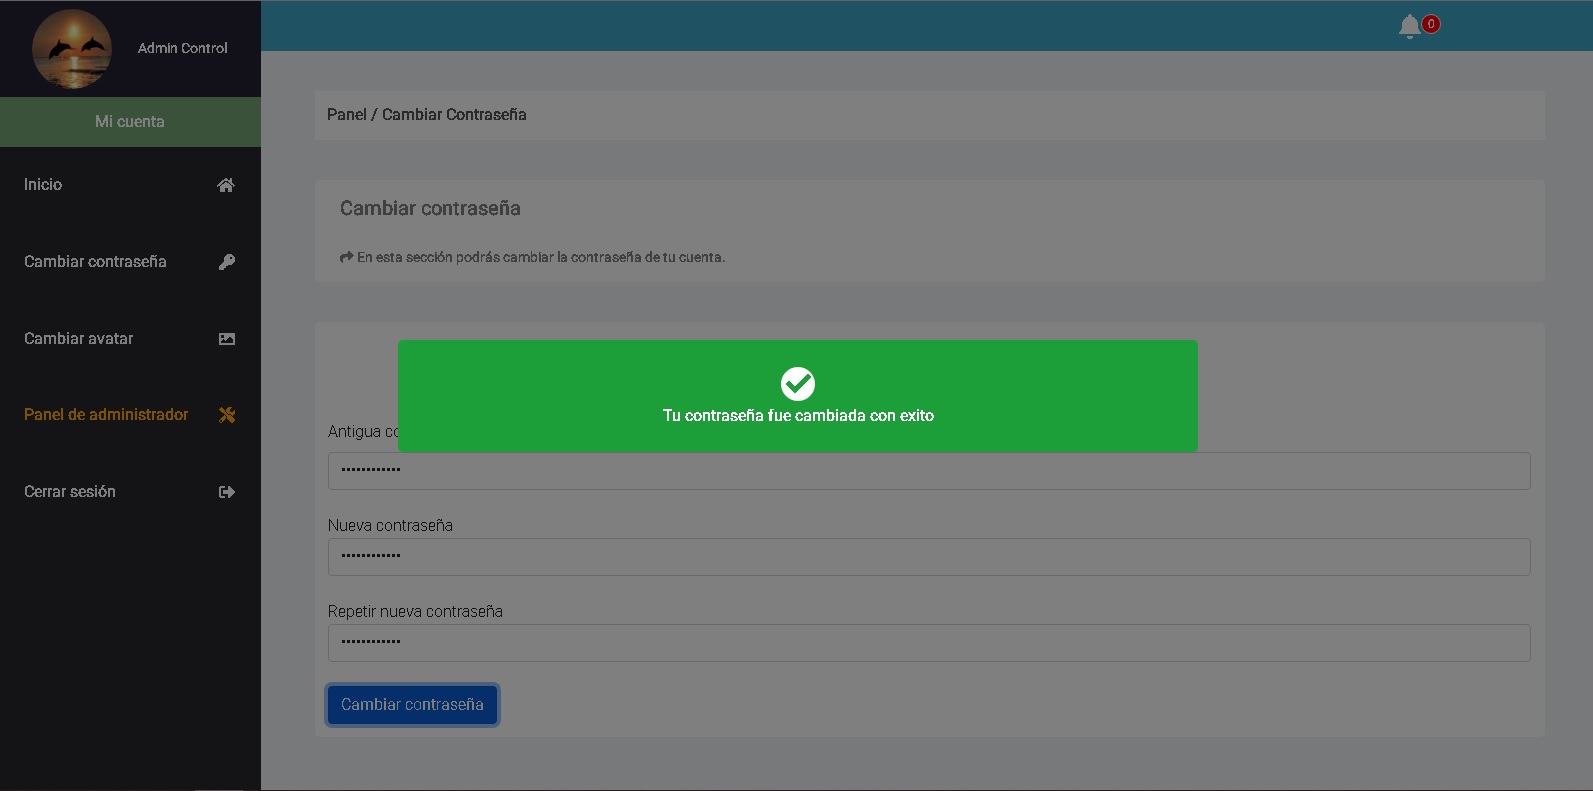 Admin Control
0
Mi cuenta
Inicio
Cambiar contraseña
Cambiar avatar
Panel de administrador
Cerrar sesión
Panel / Cambiar Contraseña
Cambiar contraseña
En esta sección podrás cambiar la contraseña de tu cuenta.
Tu contraseña fue cambiada con exito
Antigua
••••••••••••
Nueva contraseña
••••••••••••
Repetir nueva contraseña
••••••••••••
Cambiar contraseña